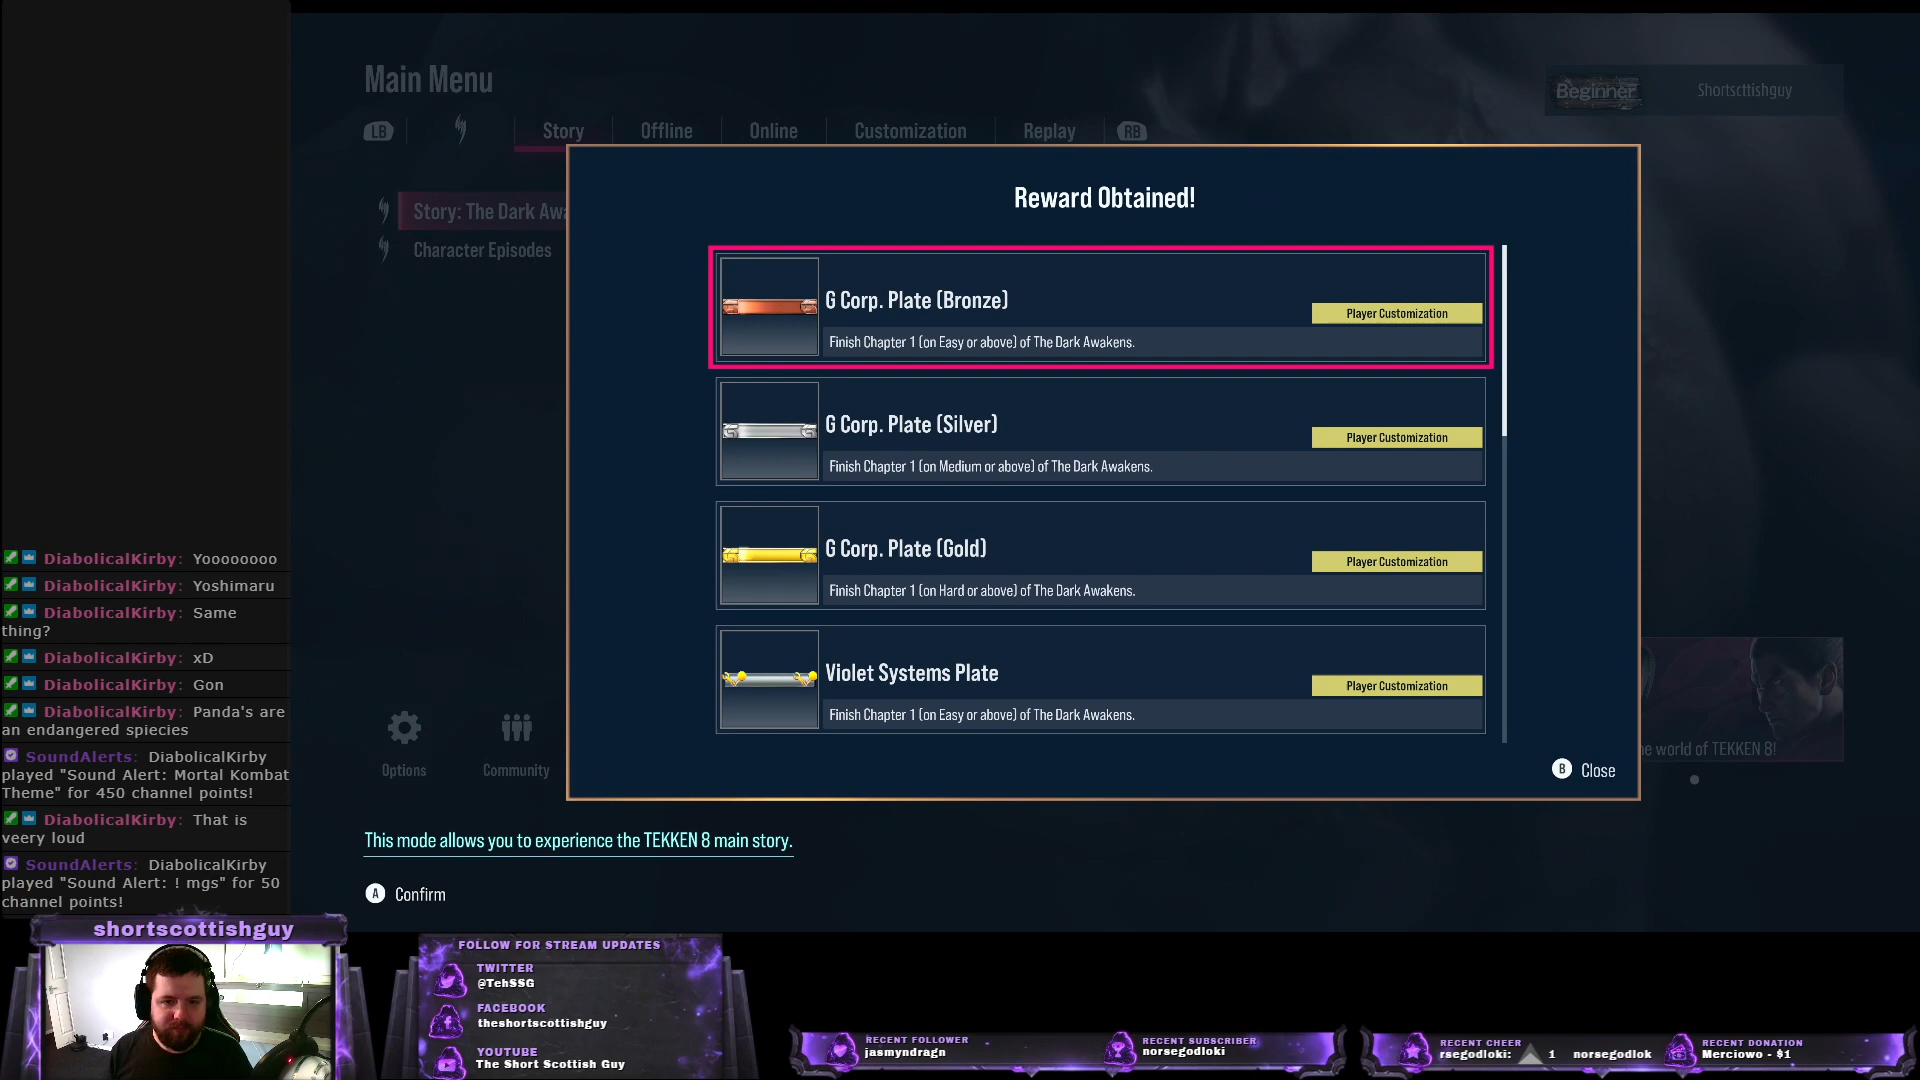 Main Menu
Beginner
Shortscttishguy
LB
Story
Offline
Online
Customization
Replay
RB
Story: The Dark Awa
Character Episodes
Reward Obtained!
G Corp. Plate (Bronze)
Player Customization
Finish Chapter 1 (on Easy or above) of The Dark Awakens.
G Corp. Plate (Silver)
Player Customization
Finish Chapter 1 (on Medium or above) of The Dark Awakens.
G Corp. Plate (Gold)
Player Customization
Finish Chapter 1 (on Hard or above) of The Dark Awakens.
Violet Systems Plate
Player Customization
Finish Chapter 1 (on Easy or above) of The Dark Awakens.
B Close
Options
Community
e world of TEKKEN 8!
This mode allows you to experience the TEKKEN 8 main story.
A Confirm
DiabolicalKirby: Yoooooooo
DiabolicalKirby: Yoshimaru
DiabolicalKirby: Same
thing?
DiabolicalKirby: xD
DiabolicalKirby: Gon
DiabolicalKirby: Panda's are
an endangered spiecies
SoundAlerts: DiabolicalKirby
played "Sound Alert: Mortal Kombat
Theme" for 450 channel points!
DiabolicalKirby: That is
veery loud
SoundAlerts: DiabolicalKirby
played "Sound Alert: ! mgs" for 50
channel points!
shortscottishguy
FOLLOW FOR STREAM UPDATES
TWITTER
@TehSSG
FACEBOOK
theshortscottishguy
YOUTUBE
The Short Scottish Guy
RECENT FOLLOWER
jasmyndragn
RECENT SUBSCRIBER
norsegodloki
RECENT CHEER
rsegodloki: 1 norsegodlok
RECENT DONATION
Merciowo - $1